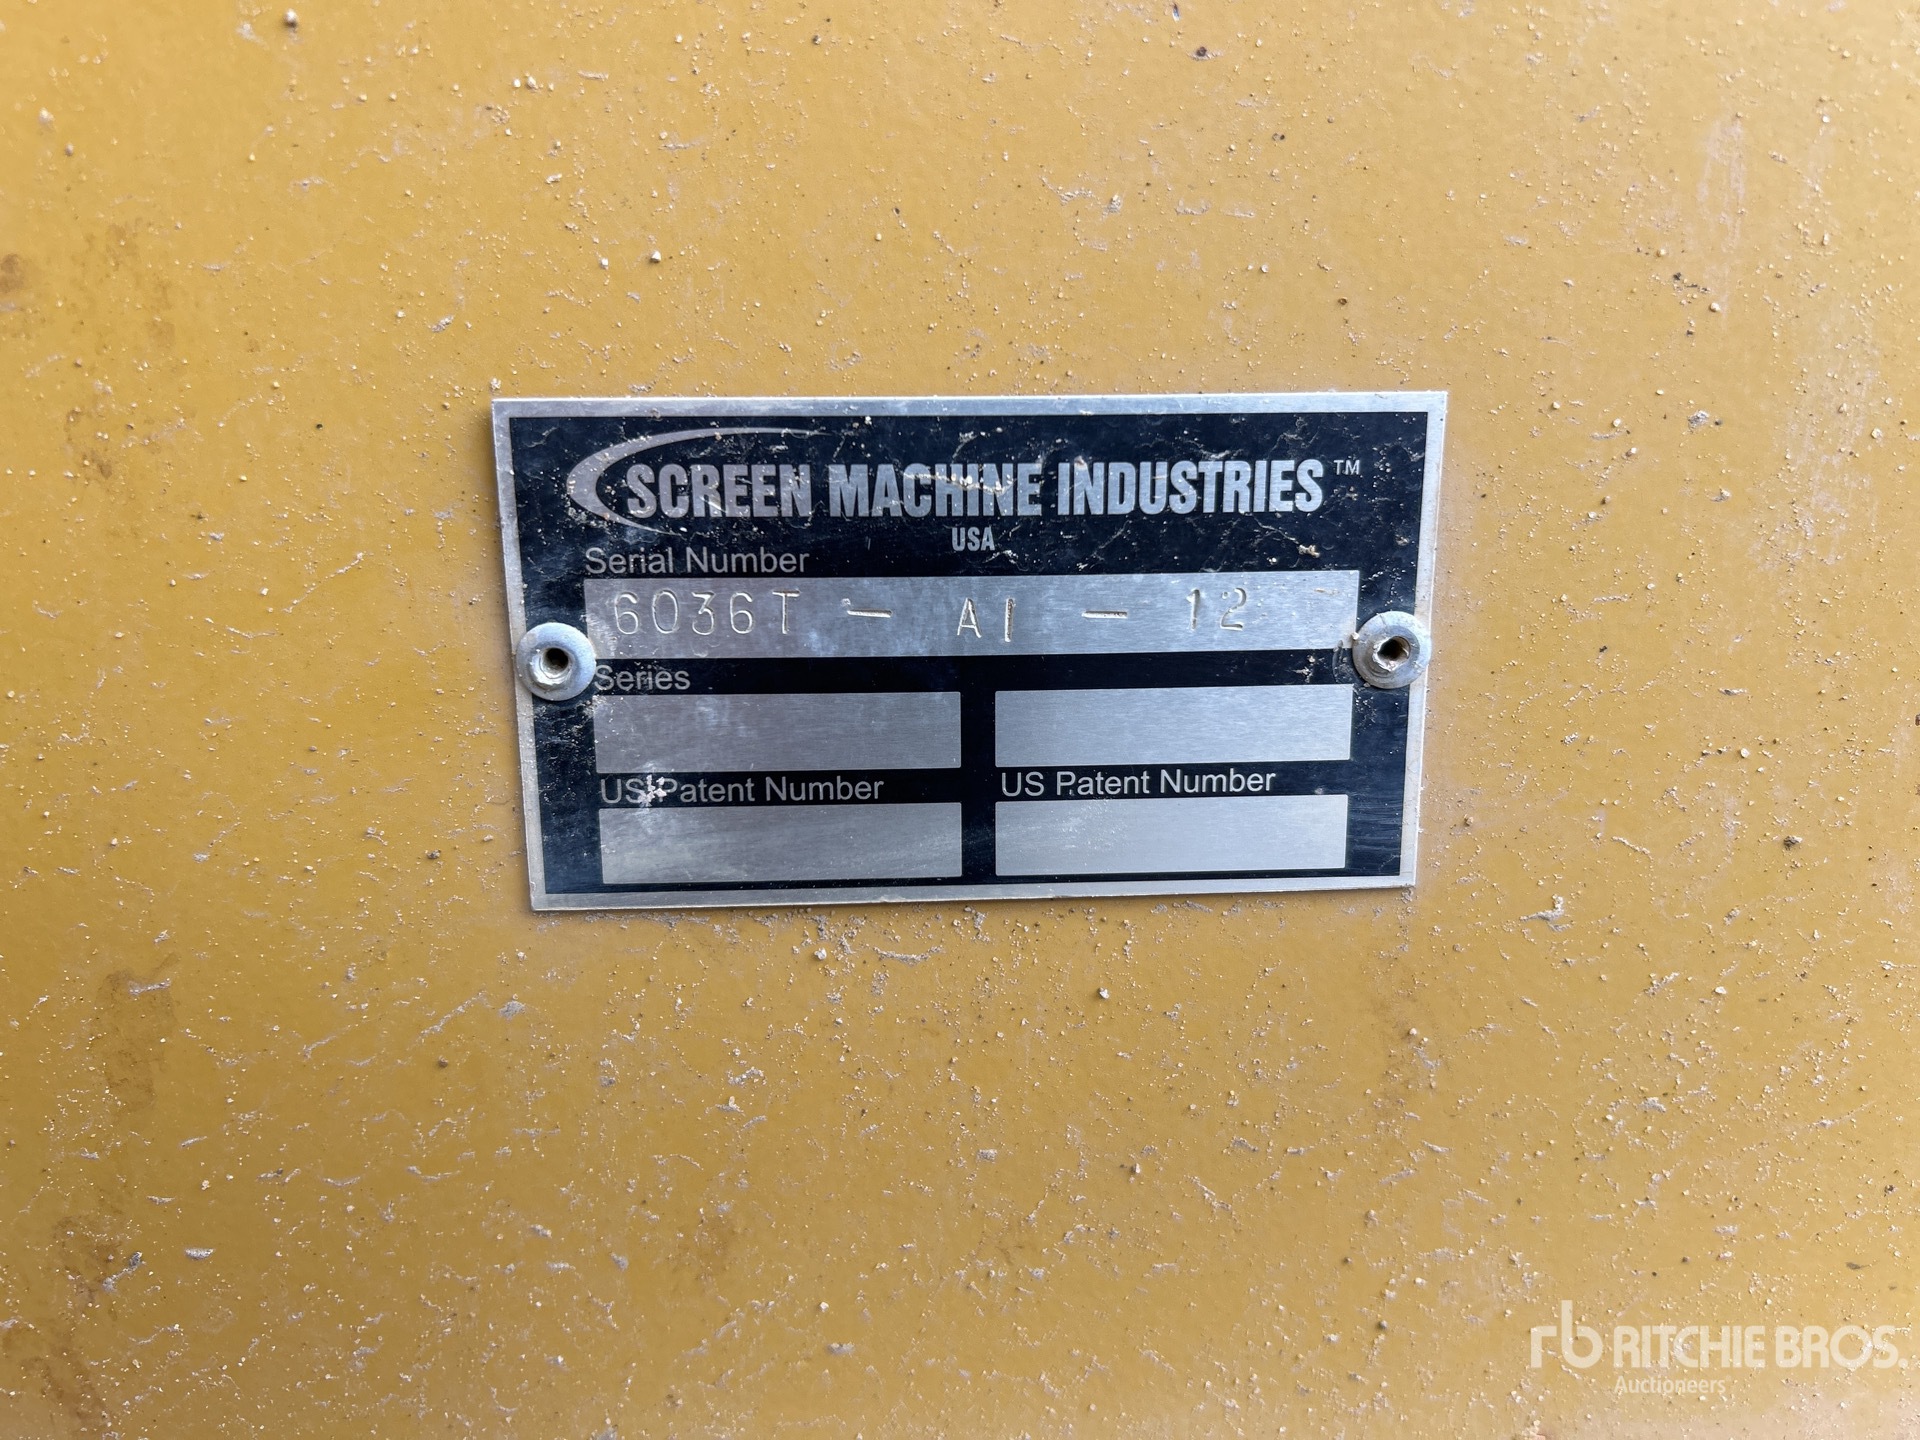 SCREEN MACHINE INDUSTRIES™
USA
Serial Number
6036T - AI - 12
Series
US Patent Number US Patent Number
rb RITCHIE BROS.
Auctioneers